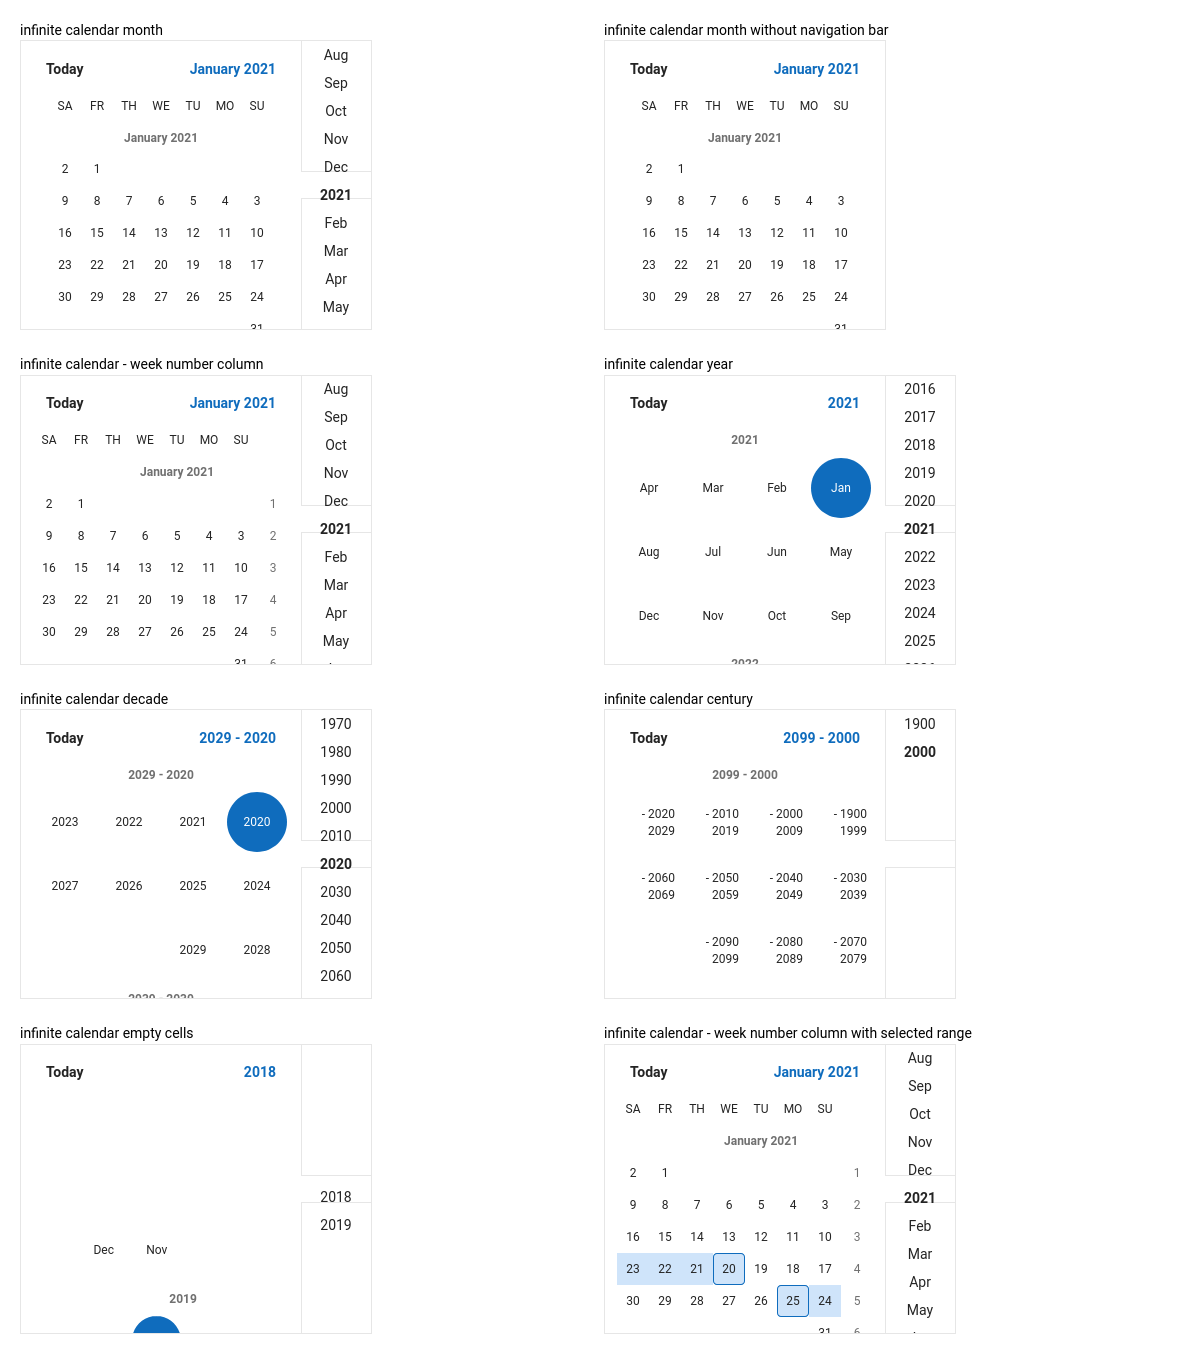 infinite calendar month
Today January 2021
SA FR TH WE TU MO SU
January 2021
2 1
9 8 7 6 5 4 3
16 15 14 13 12 11 10
23 22 21 20 19 18 17
30 29 28 27 26 25 24
31
Aug
Sep
Oct
Nov
Dec
2021
Feb
Mar
Apr
May
infinite calendar month without navigation bar
Today January 2021
SA FR TH WE TU MO SU
January 2021
2 1
9 8 7 6 5 4 3
16 15 14 13 12 11 10
23 22 21 20 19 18 17
30 29 28 27 26 25 24
31
infinite calendar - week number column
Today January 2021
SA FR TH WE TU MO SU
January 2021
2 1 1
9 8 7 6 5 4 3 2
16 15 14 13 12 11 10 3
23 22 21 20 19 18 17 4
30 29 28 27 26 25 24 5
31 6
Aug
Sep
Oct
Nov
Dec
2021
Feb
Mar
Apr
May
infinite calendar year
Today 2021
2021
Apr Mar Feb Jan
Aug Jul Jun May
Dec Nov Oct Sep
2022
2016
2017
2018
2019
2020
2021
2022
2023
2024
2025
infinite calendar decade
Today 2029 - 2020
2029 - 2020
2023 2022 2021 2020
2027 2026 2025 2024
2029 2028
1970
1980
1990
2000
2010
2020
2030
2040
2050
2060
infinite calendar century
Today 2099 - 2000
2099 - 2000
- 2020 - 2010 - 2000 - 1900
2029 2019 2009 1999
- 2060 - 2050 - 2040 - 2030
2069 2059 2049 2039
- 2090 - 2080 - 2070
2099 2089 2079
1900
2000
infinite calendar empty cells
Today 2018
Dec Nov
2019
2018
2019
infinite calendar - week number column with selected range
Today January 2021
SA FR TH WE TU MO SU
January 2021
2 1 1
9 8 7 6 5 4 3 2
16 15 14 13 12 11 10 3
23 22 21 20 19 18 17 4
30 29 28 27 26 25 24 5
31 6
Aug
Sep
Oct
Nov
Dec
2021
Feb
Mar
Apr
May